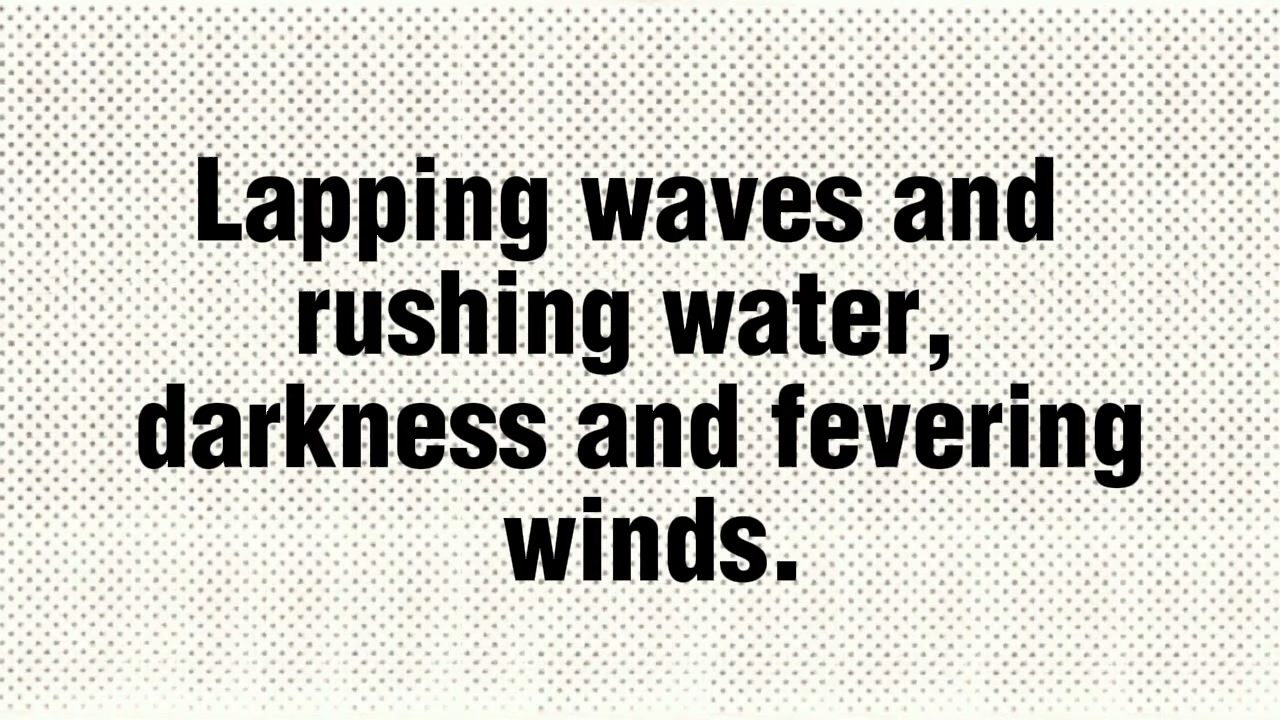 Lapping waves and
rushing water,
darkness and fevering
winds.